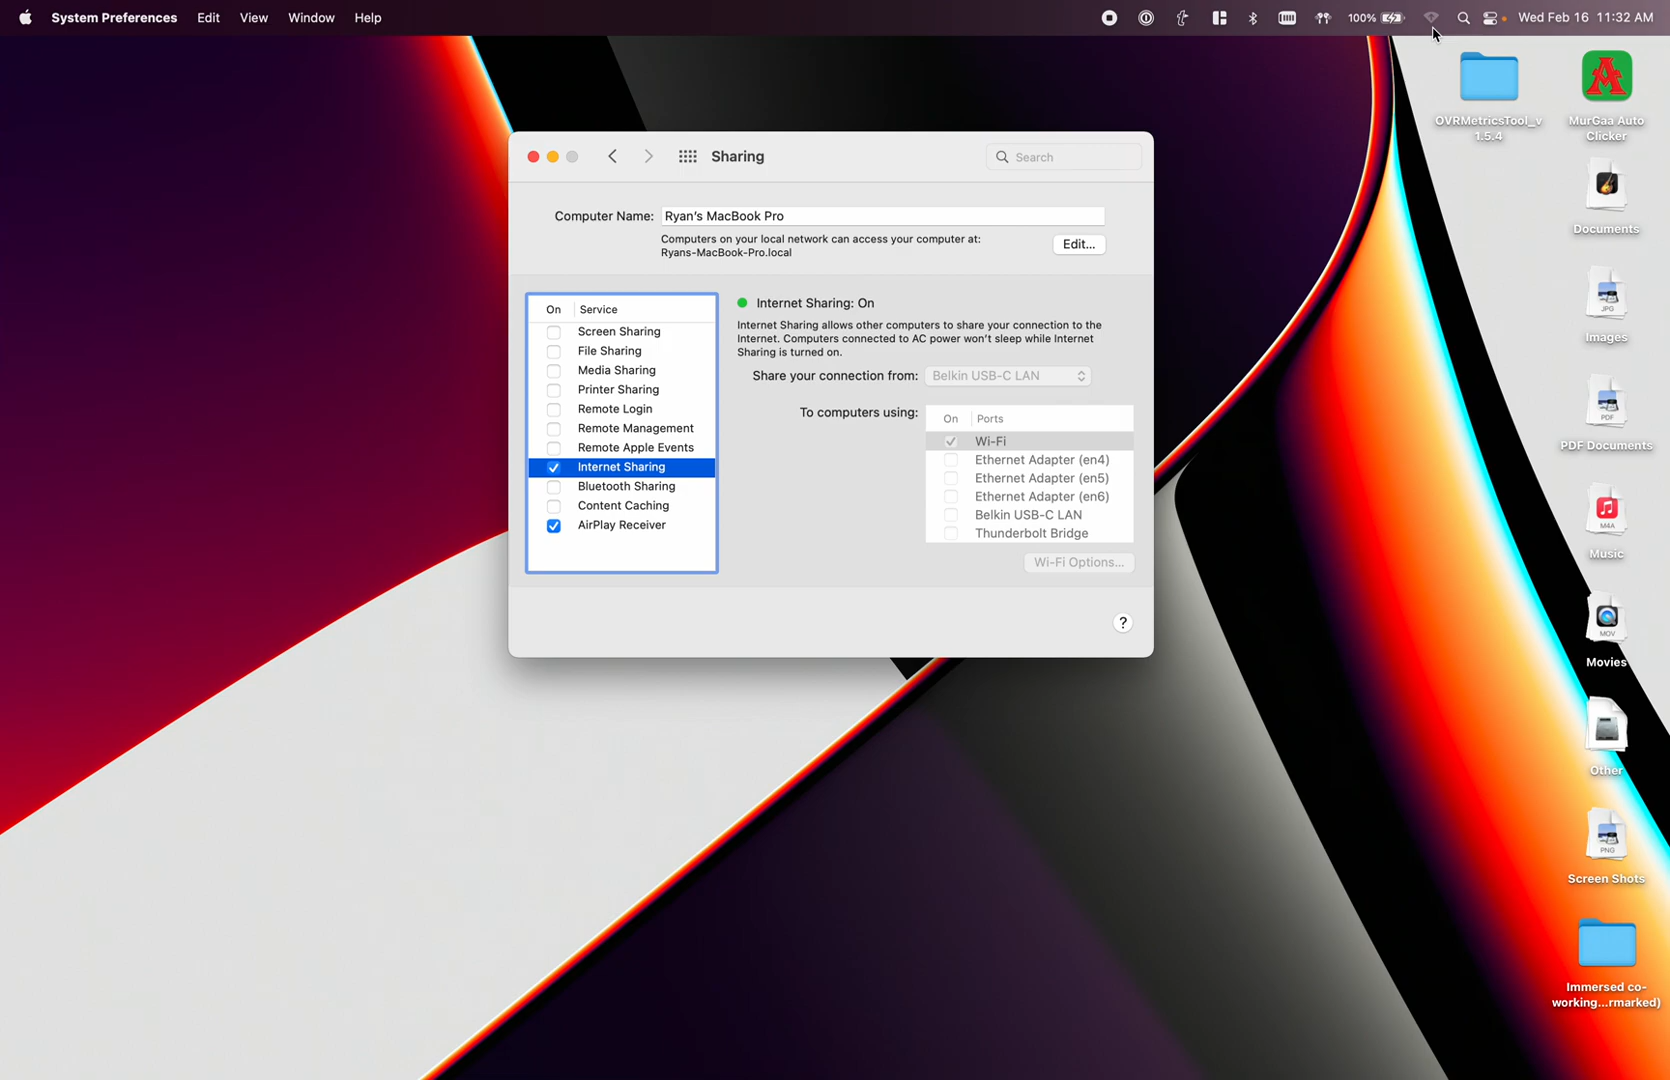 System Preferences Edit View Window Help 100% Wed Feb 16 11:32 AM
Sharing
Search
Computer Name: Ryan's MacBook Pro
Computers on your local network can access your computer at:
Ryans-MacBook-Pro.local
Edit...
On Service
Screen Sharing
File Sharing
Media Sharing
Printer Sharing
Remote Login
Remote Management
Remote Apple Events
Internet Sharing
Bluetooth Sharing
Content Caching
AirPlay Receiver
Internet Sharing: On
Internet Sharing allows other computers to share your connection to the
Internet. Computers connected to AC power won't sleep while Internet
Sharing is turned on.
Share your connection from: Belkin USB-C LAN
To computers using:
On Ports
Wi-Fi
Ethernet Adapter (en4)
Ethernet Adapter (en5)
Ethernet Adapter (en6)
Belkin USB-C LAN
Thunderbolt Bridge
Wi-Fi Options...
?
OVRMetricsTool_v
1.5.4
MurGaa Auto
Clicker
Documents
JPG
Images
PDF
PDF Documents
M4A
Music
MOV
Movies
Other
PNG
Screen Shots
Immersed co-
working...rmarked)